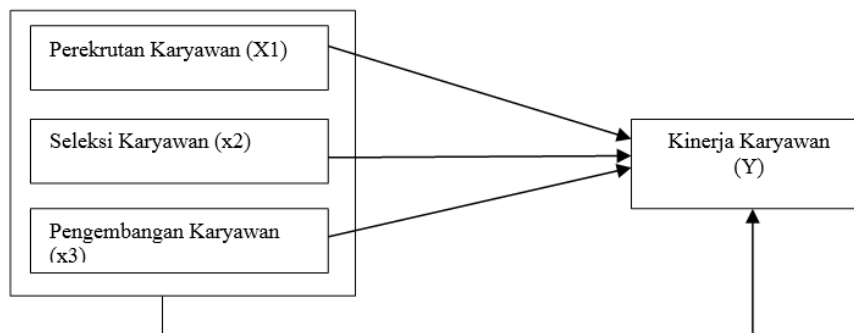 Perekrutan Karyawan (X1)
Seleksi Karyawan (x2)
Pengembangan Karyawan
(x3)
Kinerja Karyawan
(Y)